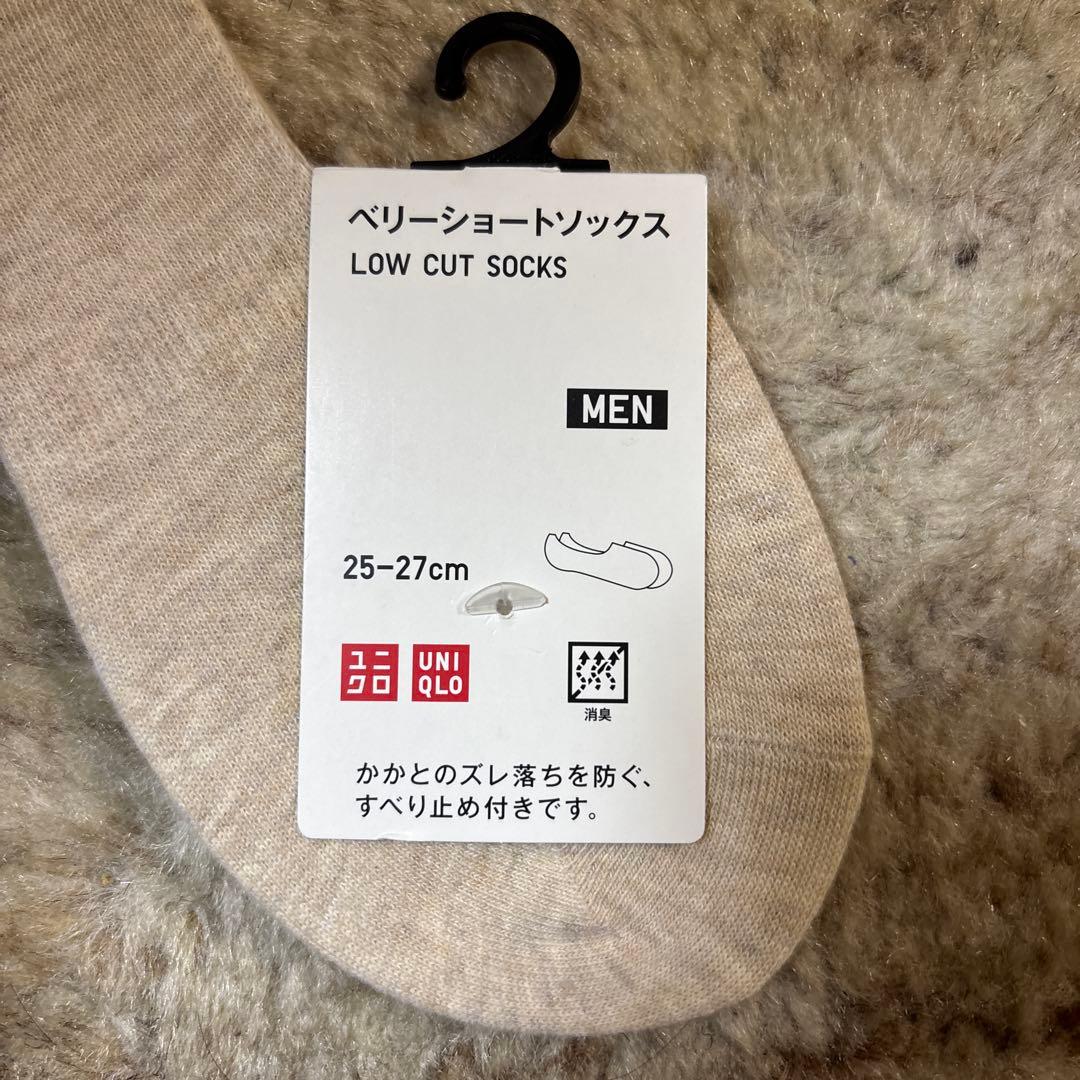 ベリーショートソックス
LOW CUT SOCKS
MEN
25-27cm
ユニ
クロ
UNI
QLO
消臭
かかとのズレ落ちを防ぐ、
すべり止め付きです。